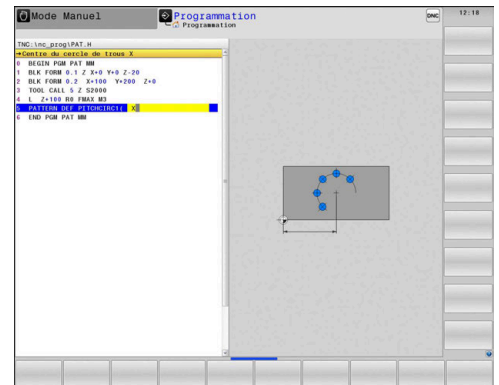 Mode Manuel
Programmation
Programmation
DNC
12:18
TNC:\nc_prog\PAT.H
→Centre du cercle de trous X
0 BEGIN PGM PAT MM
1 BLK FORM 0.1 Z X+0 Y+0 Z-20
2 BLK FORM 0.2 X+100 Y+200 Z+0
3 TOOL CALL 5 Z S2000
4 L Z+100 R0 FMAX M3
5 PATTERN DEF PITCHCIRC1( X
6 END PGM PAT MM